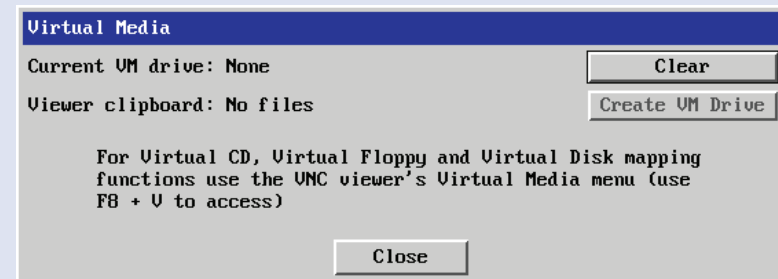 Virtual Media
Current VM drive: None
Clear
Viewer clipboard: No files
Create VM Drive
For Virtual CD, Virtual Floppy and Virtual Disk mapping
functions use the VNC viewer's Virtual Media menu (use
F8 + V to access)
Close